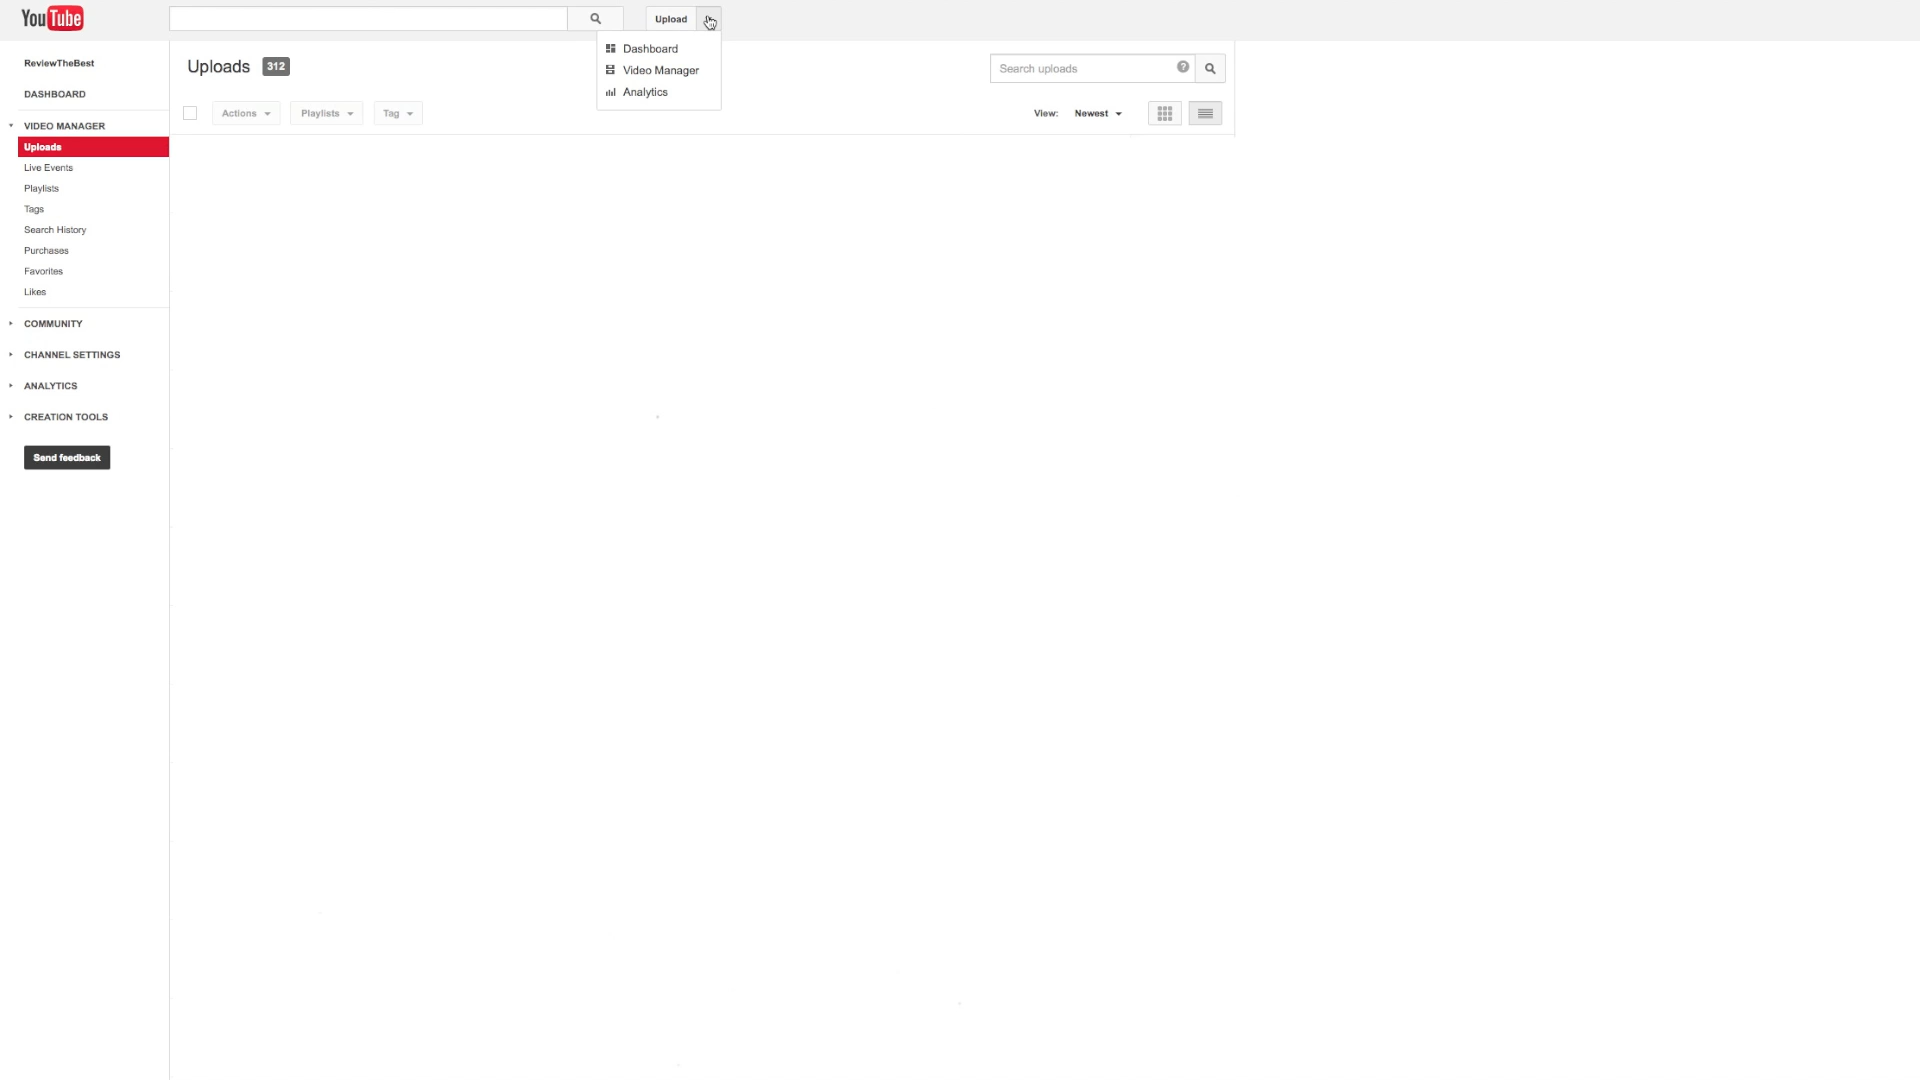 YouTube
Upload
Dashboard
Video Manager
Analytics
ReviewTheBest
DASHBOARD
VIDEO MANAGER
Uploads
Live Events
Playlists
Tags
Search History
Purchases
Favorites
Likes
COMMUNITY
CHANNEL SETTINGS
ANALYTICS
CREATION TOOLS
Send feedback
Uploads 312
Search uploads ?
Actions Playlists Tag
View: Newest